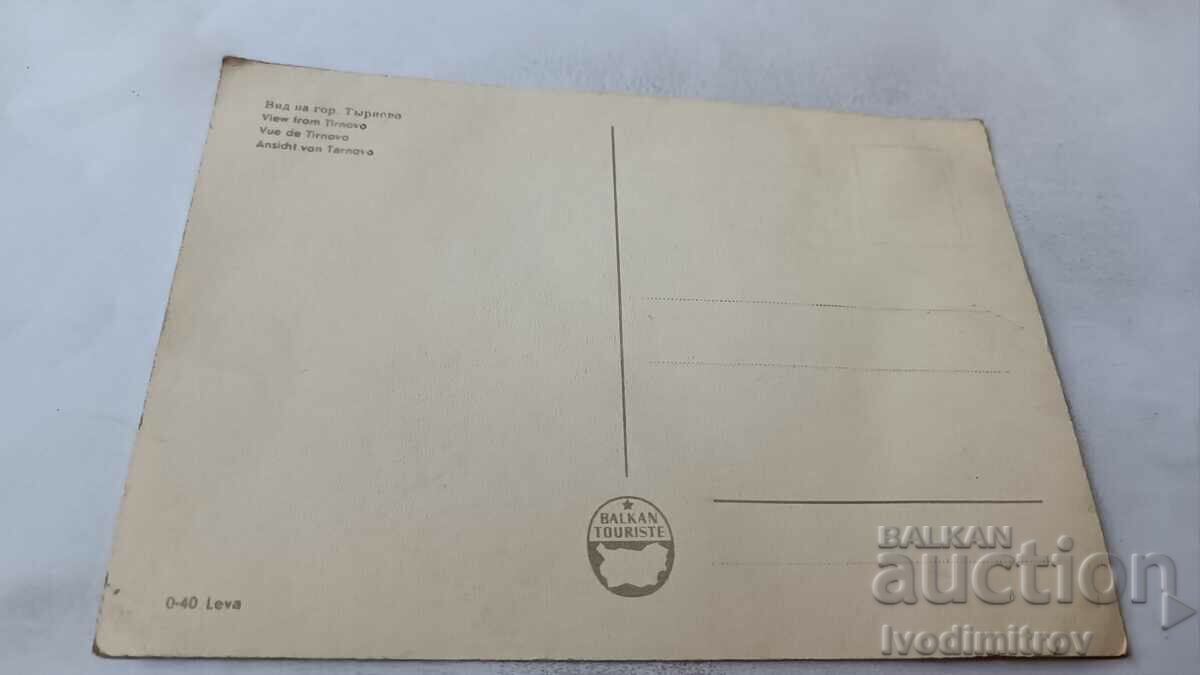 Вид на гор. Тырново
View from Tirnovo
Vue de Tirnovo
Ansicht von Tarnovo
BALKAN
TOURISTE
0-40 Leva
BALKAN
auction
Ivodimitrov